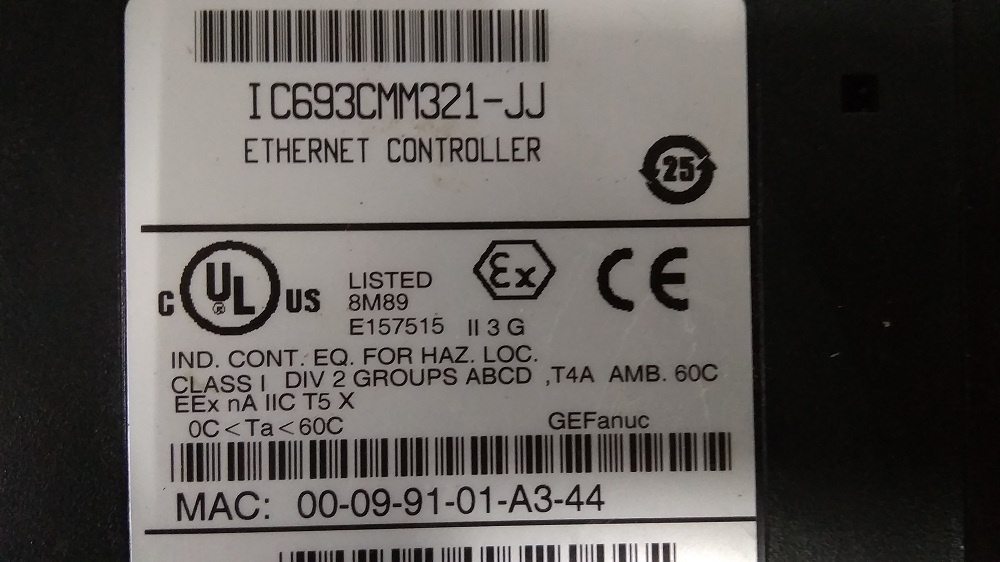 IC693CMM321-JJ
ETHERNET CONTROLLER
25
C UL US
®
LISTED
8M89
E157515 II 3 G
Ex
CE
IND. CONT. EQ. FOR HAZ. LOC.
CLASS I DIV 2 GROUPS ABCD ,T4A AMB. 60C
EEx nA IIC T5 X
0C<Ta<60C GEFanuc
MAC: 00-09-91-01-A3-44